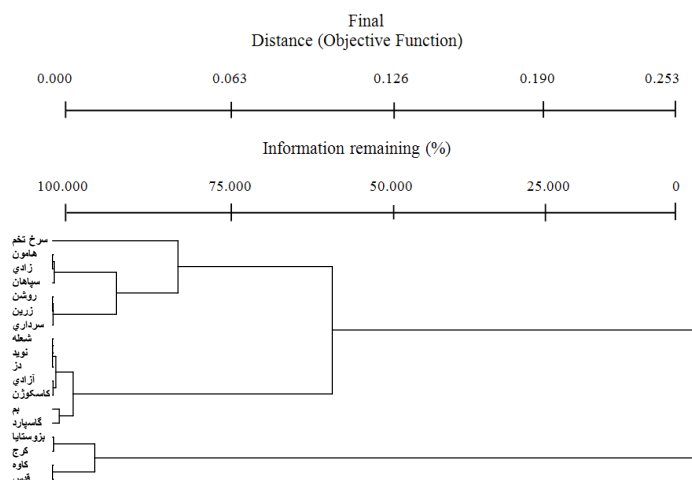 Final
Distance (Objective Function)
0.000 0.063 0.126 0.190 0.253
Information remaining (%)
100.000 75.000 50.000 25.000 0
سرخ تخم
هامون
زادي
سپاهان
روشن
زرين
سرداري
شعله
نويد
دز
آزادي
كاسكوژن
بم
گاسپارد
بزوستايا
كرج
كاوه
قدس